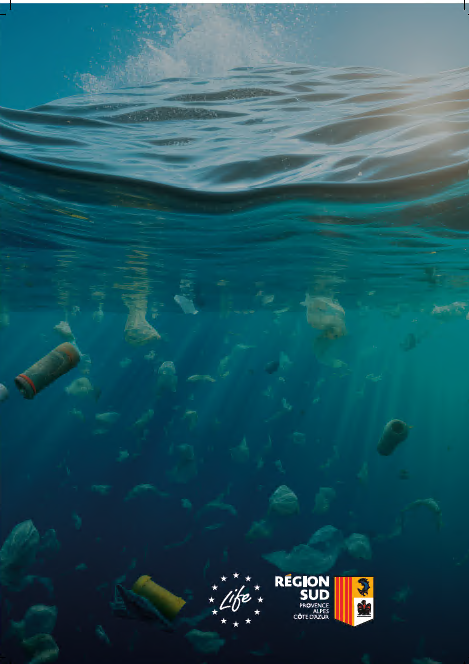 Life
RÉGION
SUD
PROVENCE
ALPES
CÔTE D'AZUR